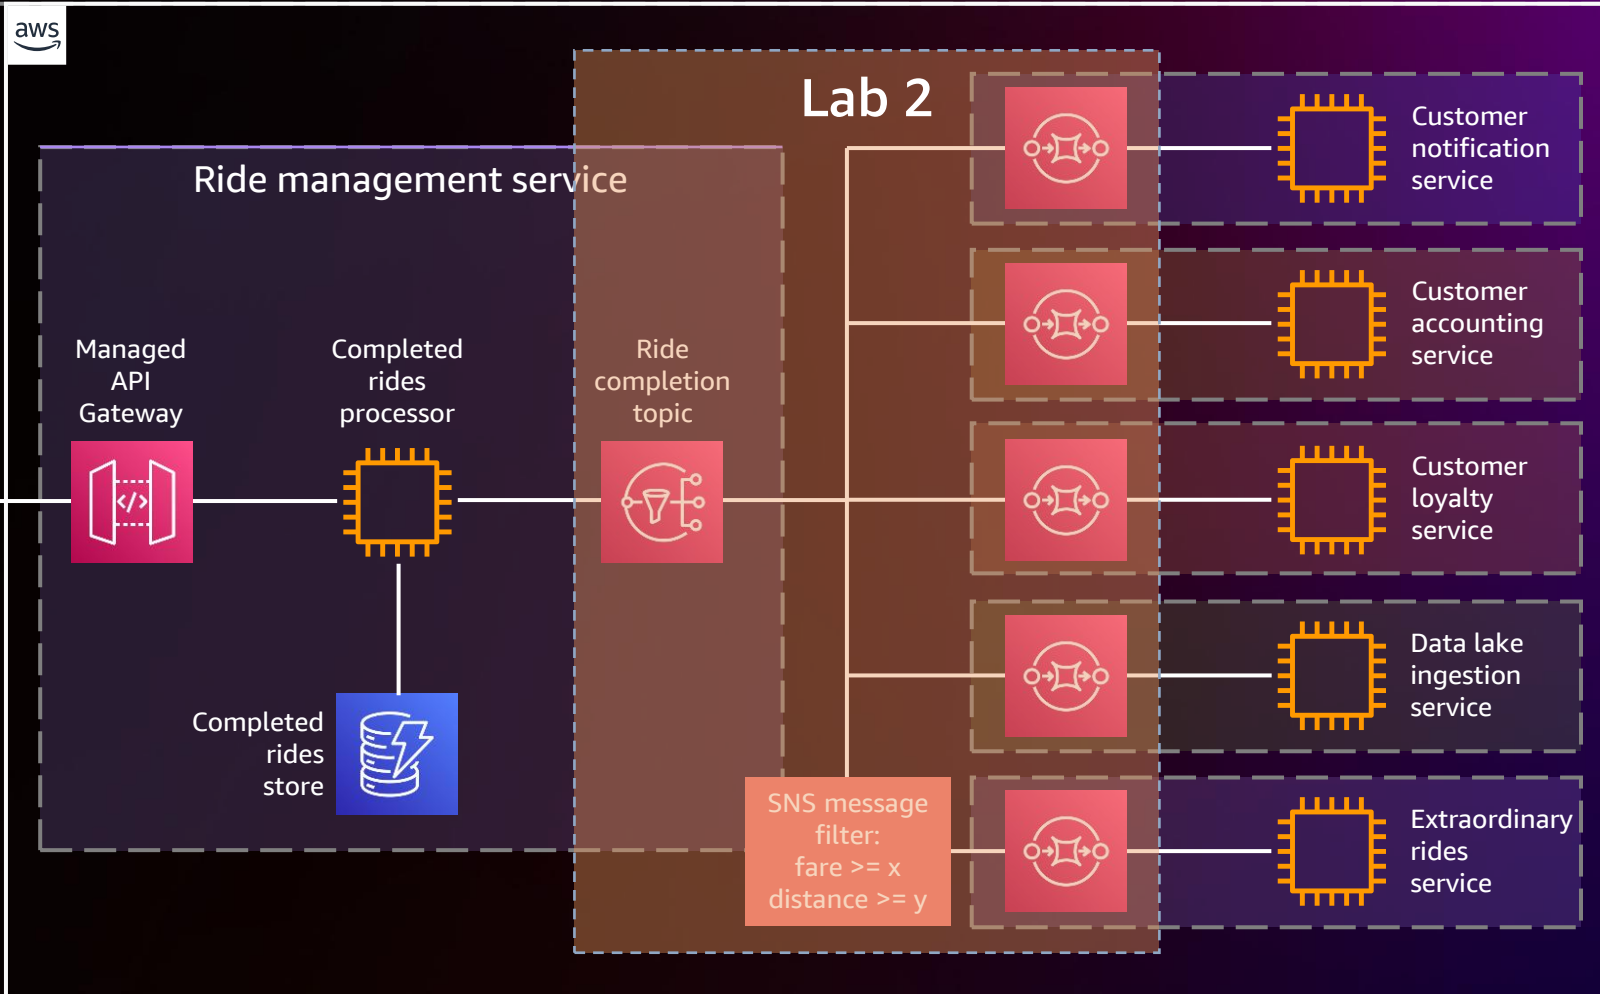 aws
Lab 2
Ride management service
Managed
API
Gateway
Completed
rides
processor
Ride
completion
topic
Completed
rides
store
SNS message
filter:
fare >= x
distance >= y
Customer
notification
service
Customer
accounting
service
Customer
loyalty
service
Data lake
ingestion
service
Extraordinary
rides
service